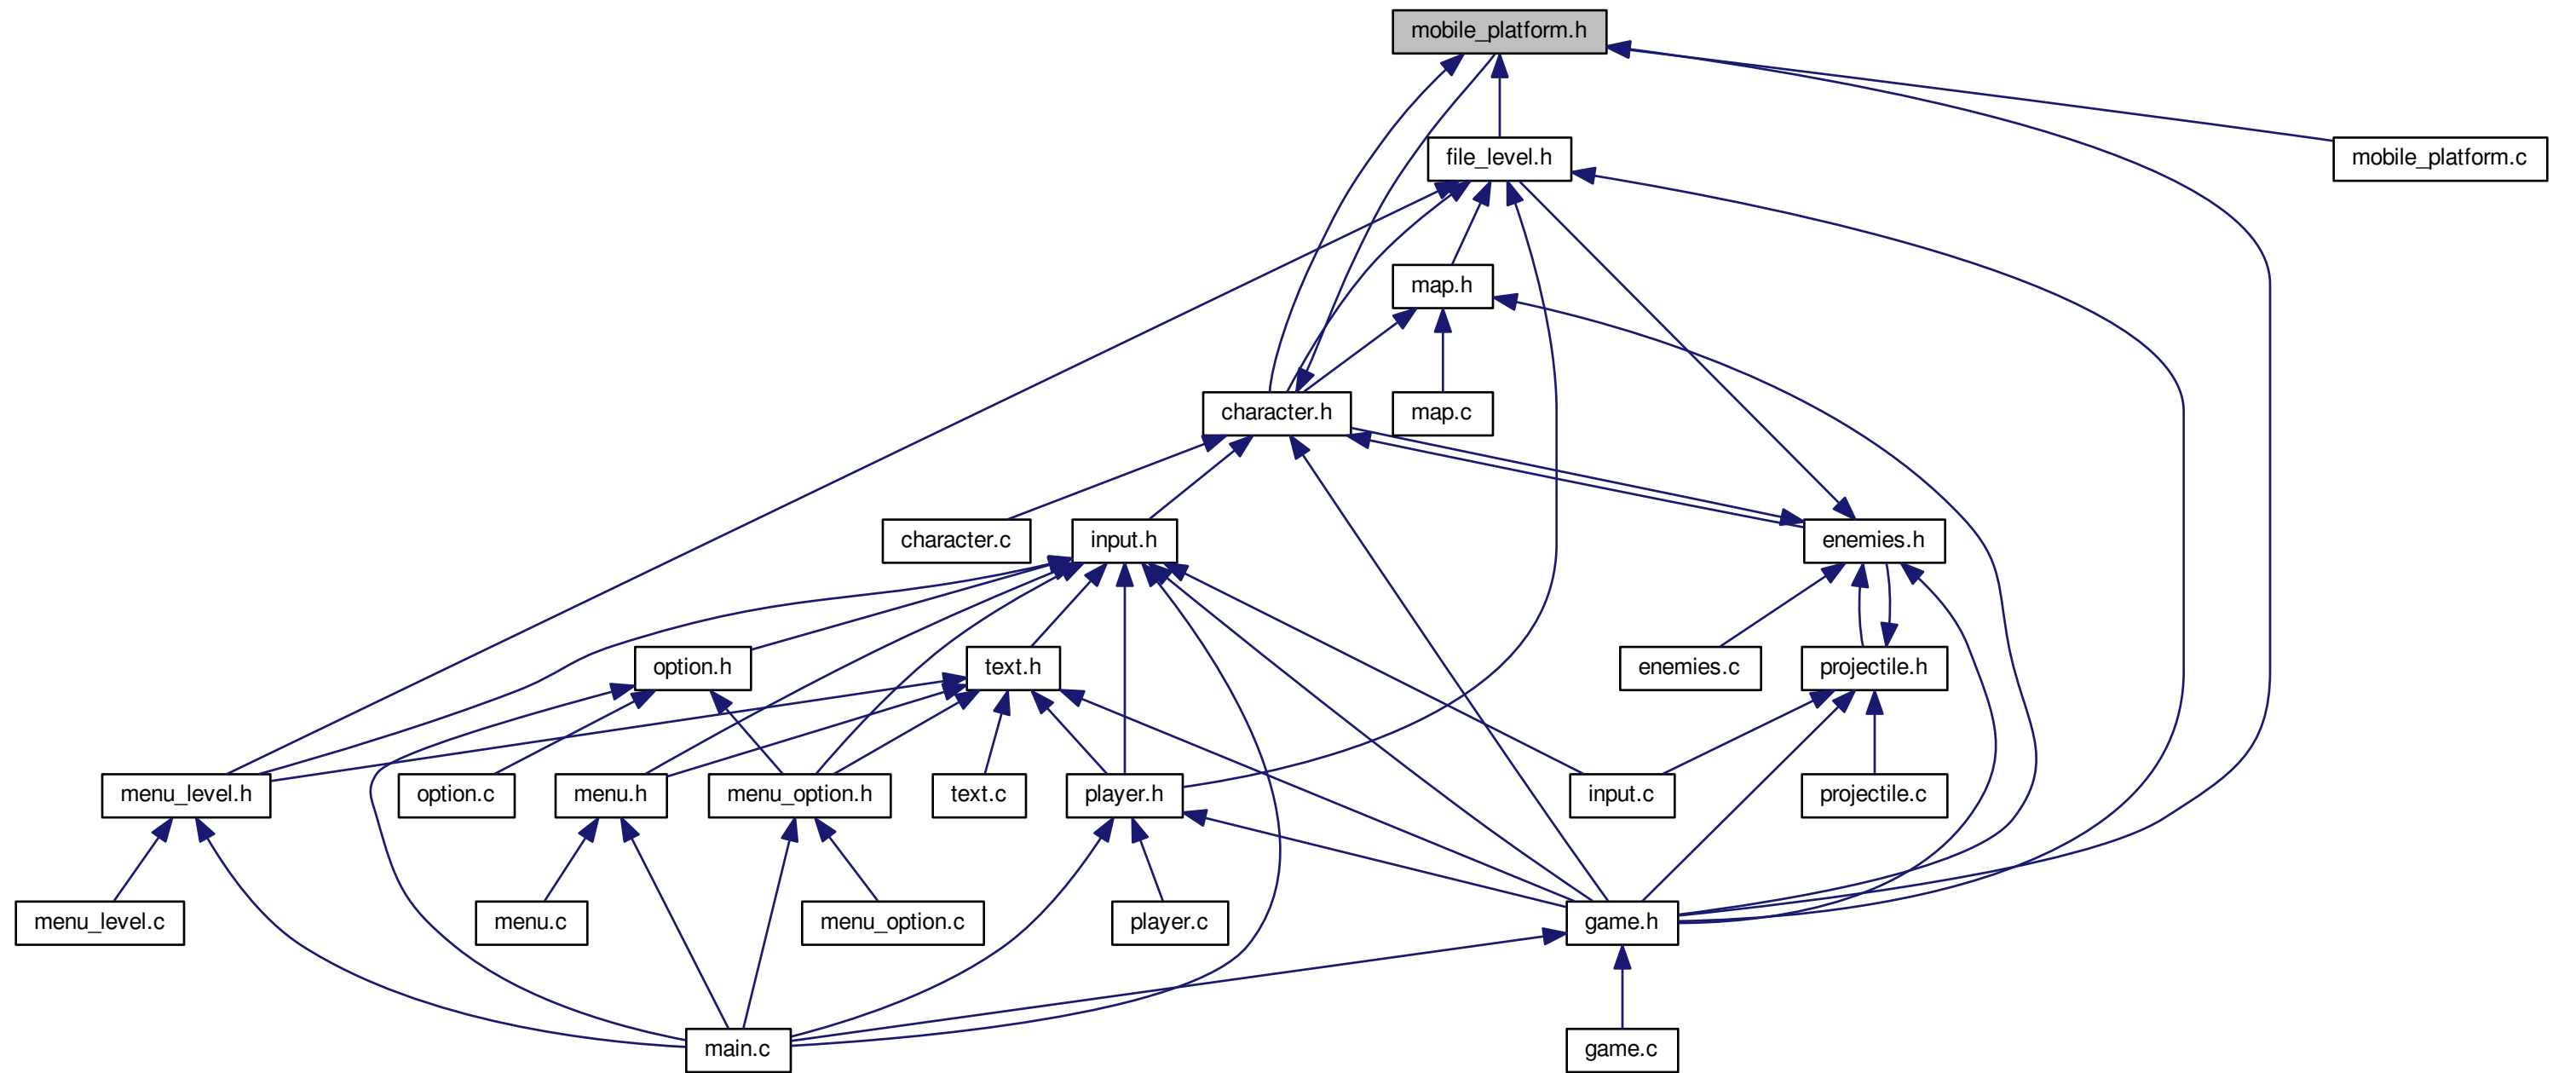 mobile_platform.h
file_level.h
mobile_platform.c
map.h
character.h
map.c
character.c
input.h
enemies.h
option.h
text.h
enemies.c
projectile.h
menu_level.h
option.c
menu.h
menu_option.h
text.c
player.h
input.c
projectile.c
menu_level.c
menu.c
menu_option.c
player.c
game.h
main.c
game.c